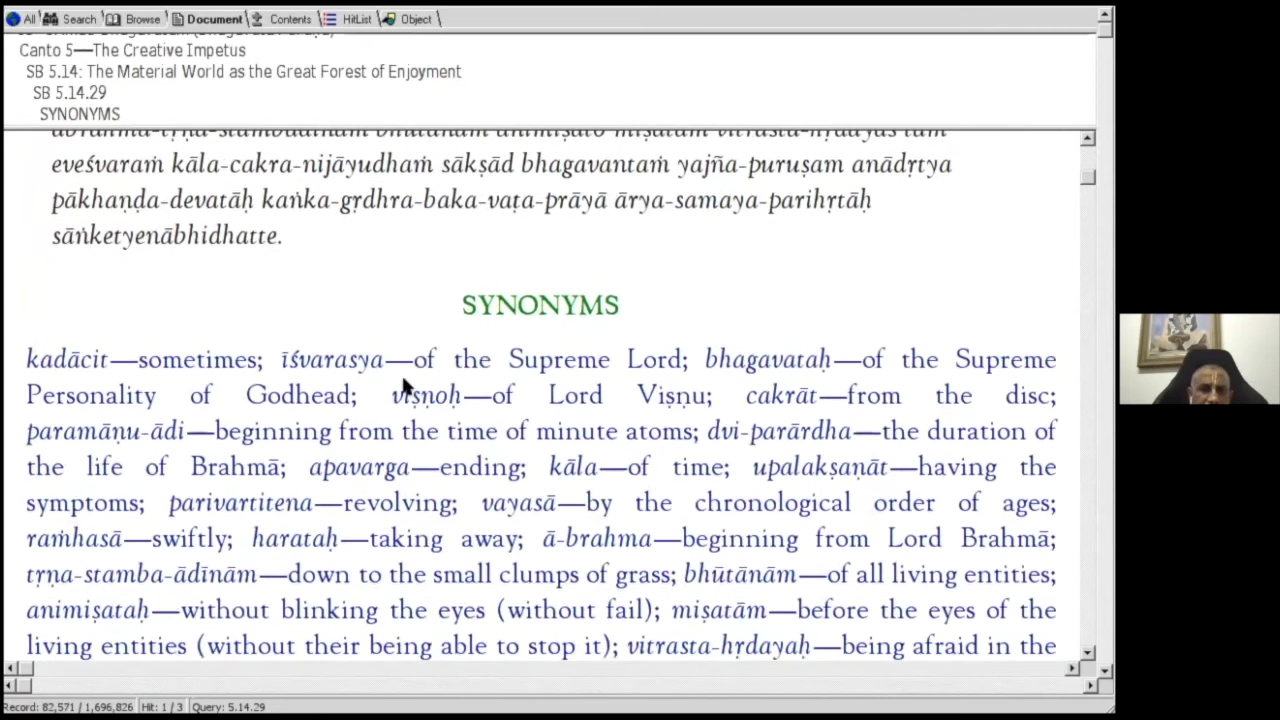 All Search Browse Document Contents HitList Object
Canto 5—The Creative Impetus
SB 5.14: The Material World as the Great Forest of Enjoyment
SB 5.14.29
SYNONYMS
eveśvaraṁ kāla-cakra-nijāyudhaṁ sākṣād bhagavantaṁ yajña-puruṣam anādṛtya
pākhaṇḍa-devatāḥ kaṅka-gṛdhra-baka-vaṭa-prāyā ārya-samaya-parihṛtāḥ
sāṅketyenābhidhatte.
SYNONYMS
kadācit—sometimes; īśvarasya—of the Supreme Lord; bhagavataḥ—of the Supreme
Personality of Godhead; viṣṇoḥ—of Lord Viṣṇu; cakrāt—from the disc;
paramāṇu-ādi—beginning from the time of minute atoms; dvi-parārdha—the duration of
the life of Brahmā; apavarga—ending; kāla—of time; upalakṣaṇāt—having the
symptoms; parivartitena—revolving; vayasā—by the chronological order of ages;
raṁhasā—swiftly; harataḥ—taking away; ā-brahma—beginning from Lord Brahmā;
tṛṇa-stamba-ādīnām—down to the small clumps of grass; bhūtānām—of all living entities;
animiṣataḥ—without blinking the eyes (without fail); miṣatām—before the eyes of the
living entities (without their being able to stop it); vitrasta-hṛdayaḥ—being afraid in the
Record: 82,571 / 1,696,826 Hit: 1 / 3 Query: 5.14.29